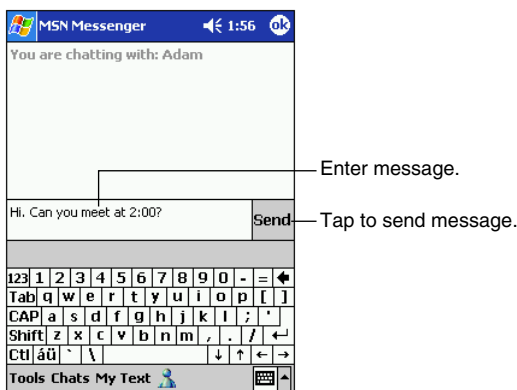 MSN Messenger 1:56 ok
You are chatting with: Adam
Enter message.
Hi. Can you meet at 2:00?
Send
Tap to send message.
123 1 2 3 4 5 6 7 8 9 0 - =
Tab q w e r t y u i o p [ ]
CAP a s d f g h j k l ; '
Shift z x c v b n m , . /
Ctl áü ` \
Tools Chats My Text